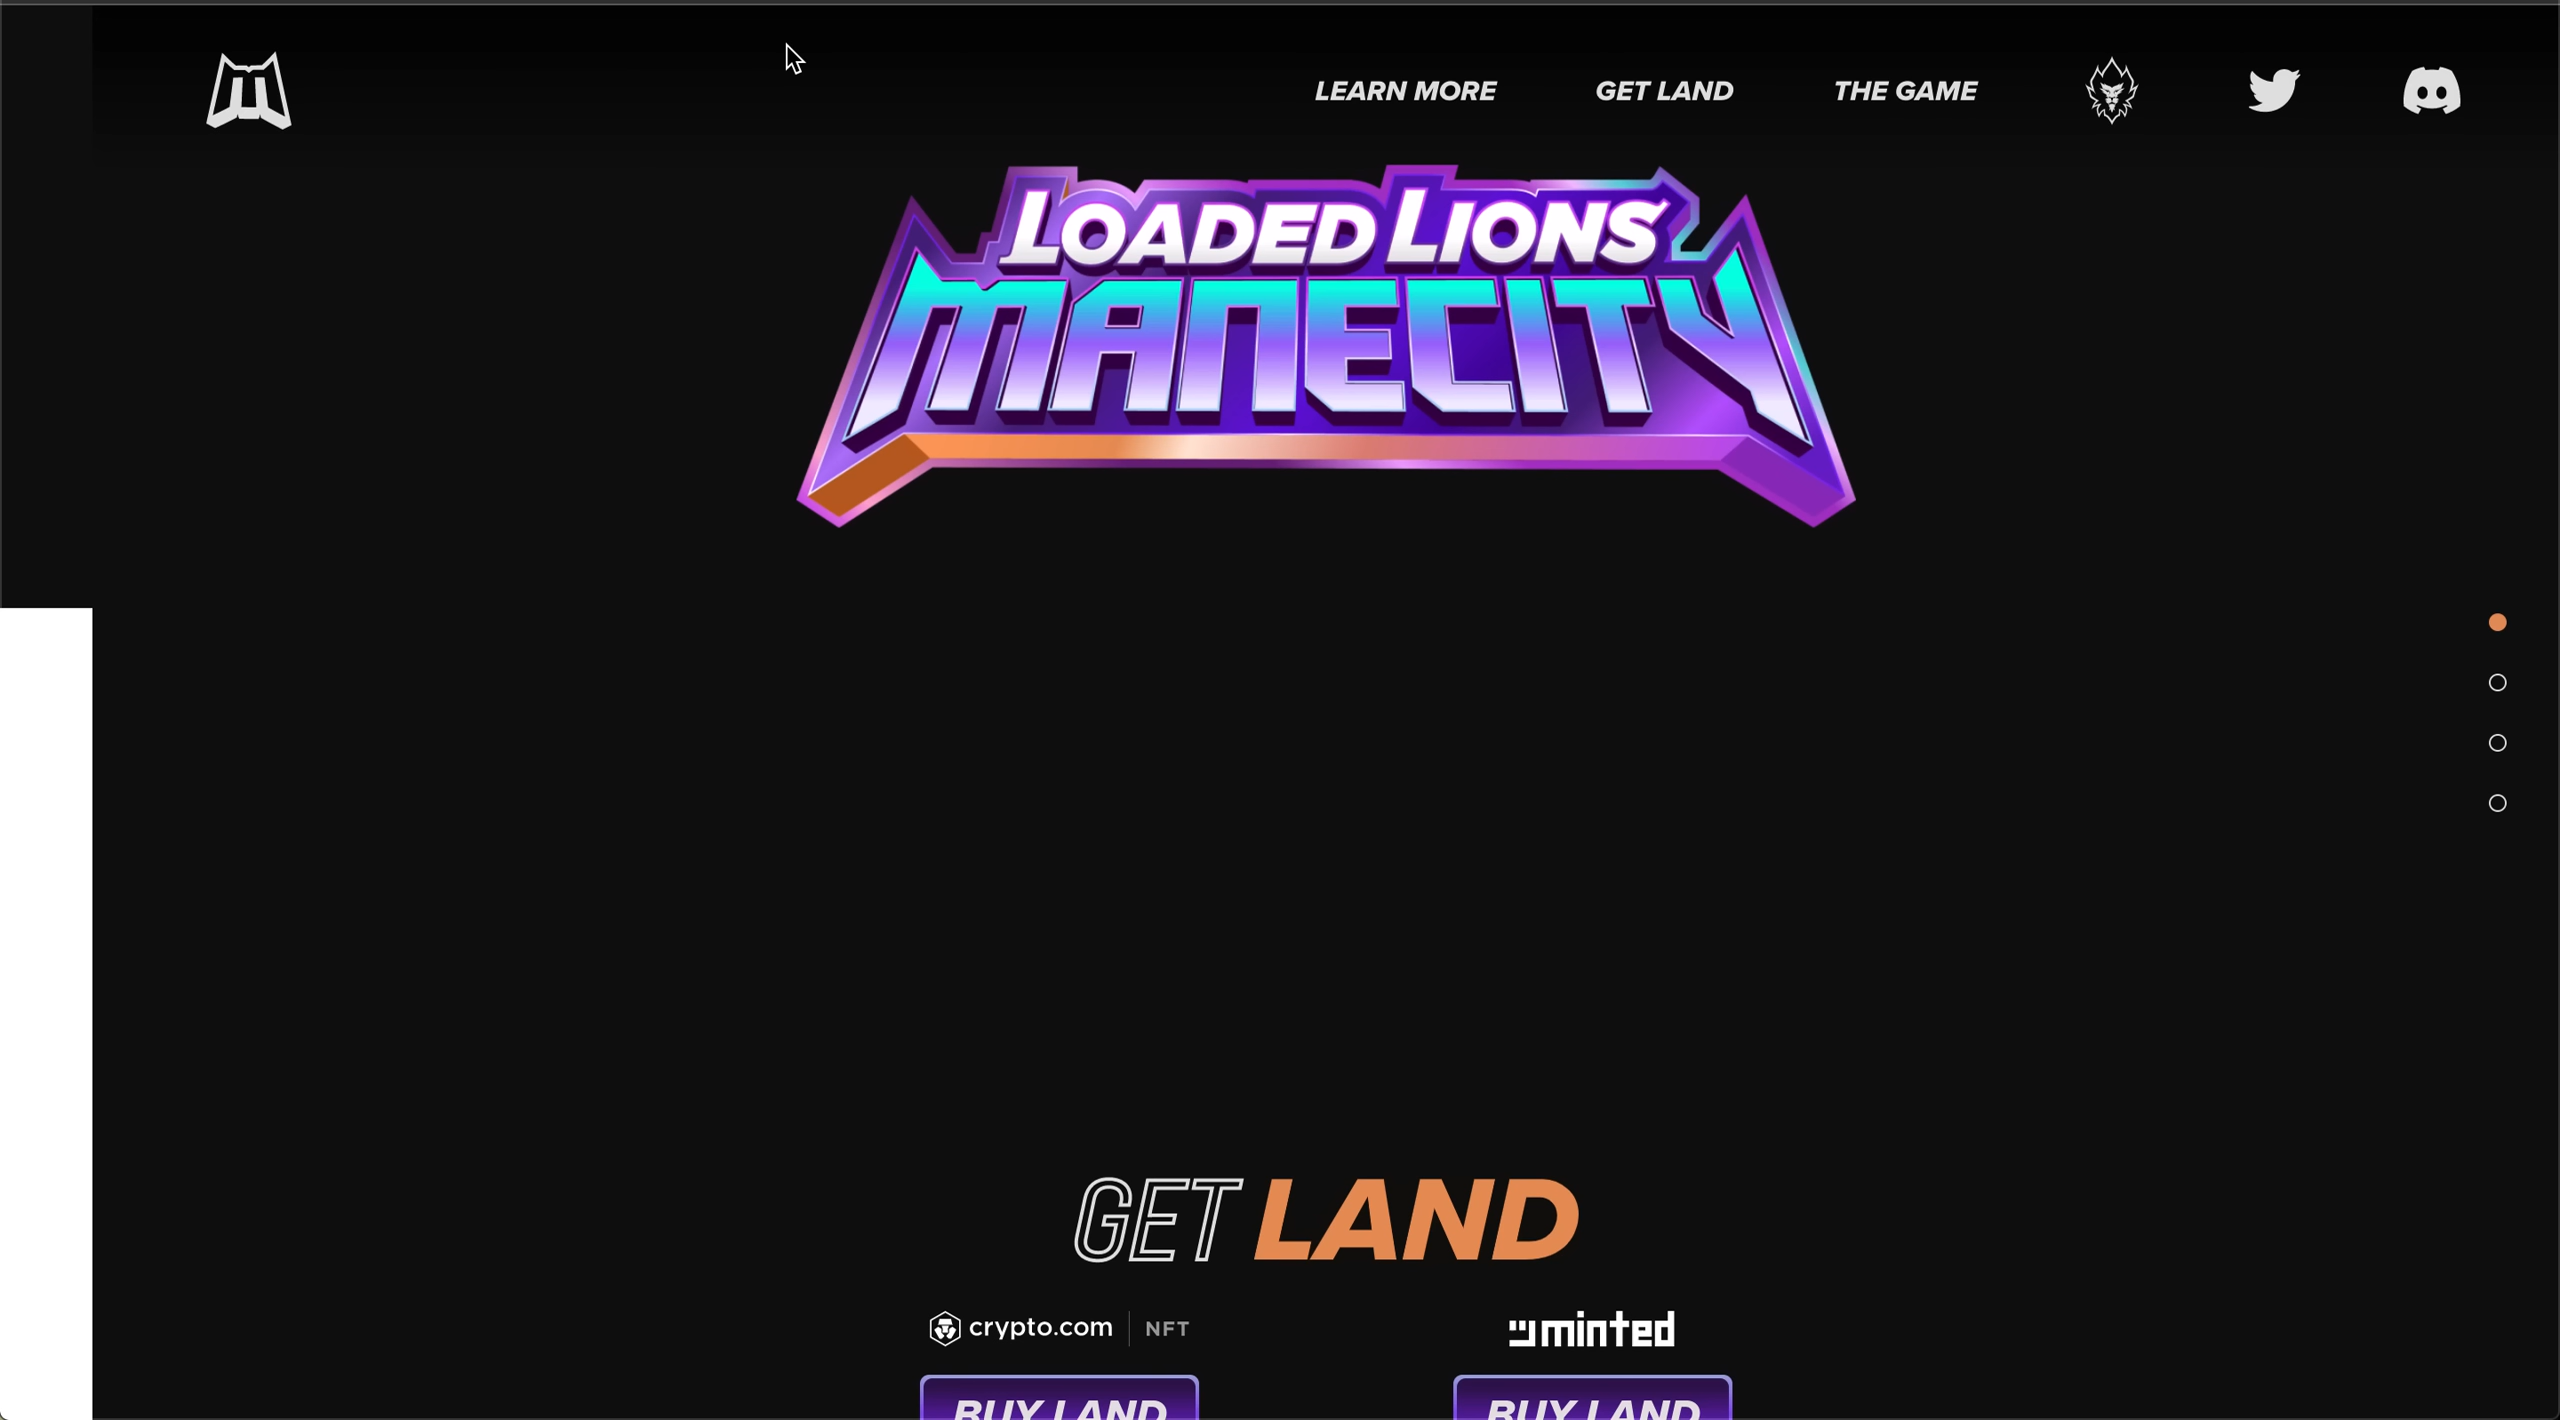 LEARN MORE GET LAND THE GAME
LOADED LIONS
MANECITY
GET LAND
crypto.com NFT minted
BUY LAND BUY LAND